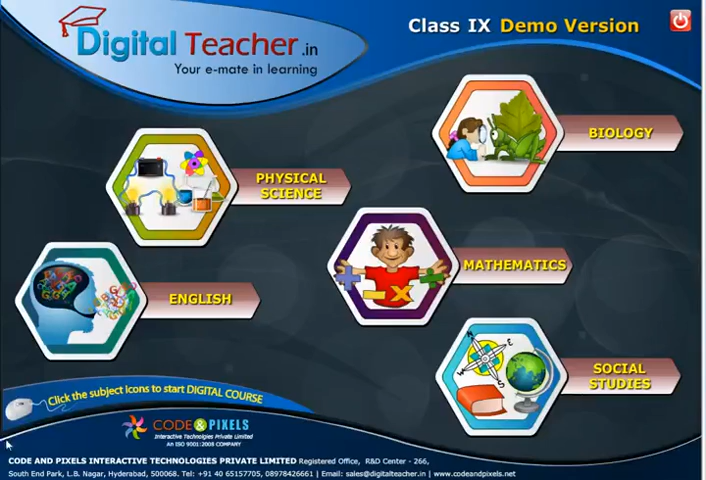 Digital Teacher.in
Your e-mate in learning
Class IX Demo Version
BIOLOGY
PHYSICAL
SCIENCE
MATHEMATICS
ENGLISH
SOCIAL
STUDIES
Click the subject icons to start DIGITAL COURSE
CODE&PIXELS
Interactive Technologies Private Limited
AN ISO 9001:2008 COMPANY
CODE AND PIXELS INTERACTIVE TECHNOLOGIES PRIVATE LIMITED Registered Office, R&D Center - 266,
South End Park, L.B. Nagar, Hyderabad, 500068. Tel: +91 40 65157705, 08978426661 | Email: sales@digitalteacher.in | www.codeandpixels.net